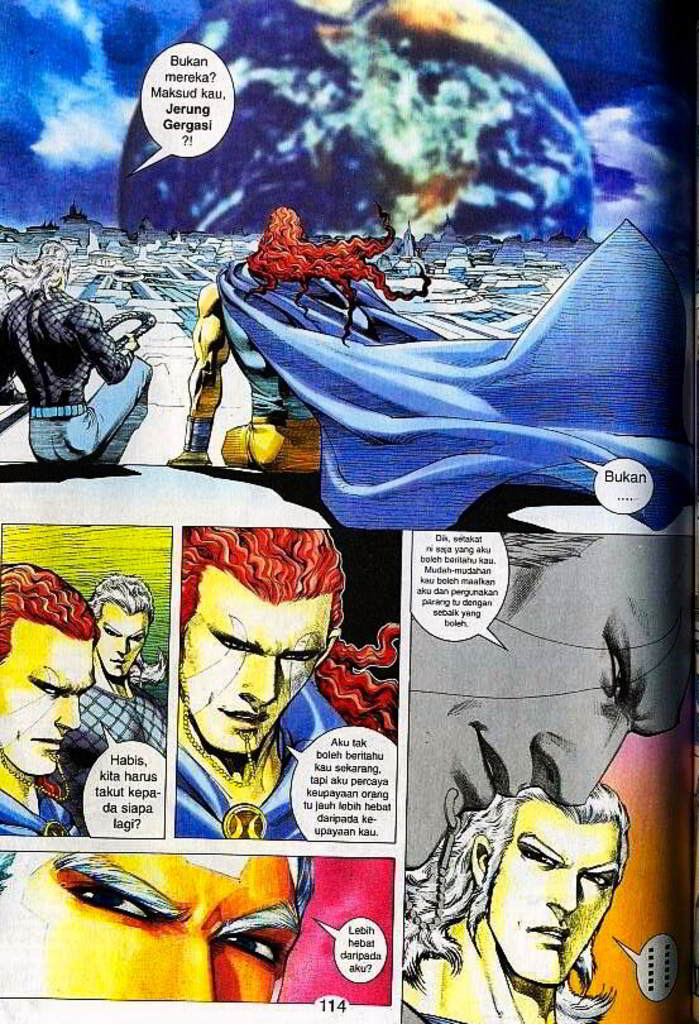 Bukan
mereka?
Maksud kau,
Jerung
Gergasi
?!
Bukan
....
Habis,
kita harus
takut kepa-
da siapa
lagi?
Aku tak
boleh beritahu
kau sekarang,
tapi aku percaya
keupayaan orang
tu jauh lebih hebat
daripada ke-
upayaan kau.
Lebih
hebat
daripada
aku?
Dik, setakat
ni saja yang aku
boleh beritahu kau.
Mudah-mudahan
kau boleh maafkan
aku dan pergunakan
parang tu dengan
sebaik yang
boleh.
114